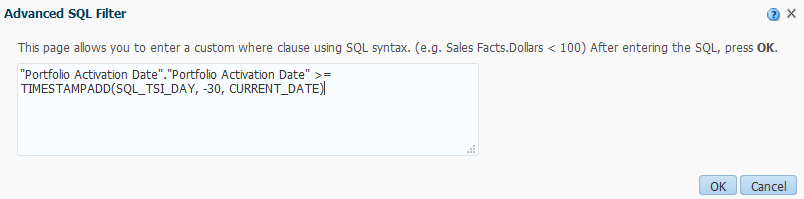 Advanced SQL Filter
This page allows you to enter a custom where clause using SQL syntax. (e.g. Sales Facts.Dollars < 100) After entering the SQL, press OK.
"Portfolio Activation Date"."Portfolio Activation Date" >=
TIMESTAMPADD(SQL_TSI_DAY, -30, CURRENT_DATE)
OK Cancel